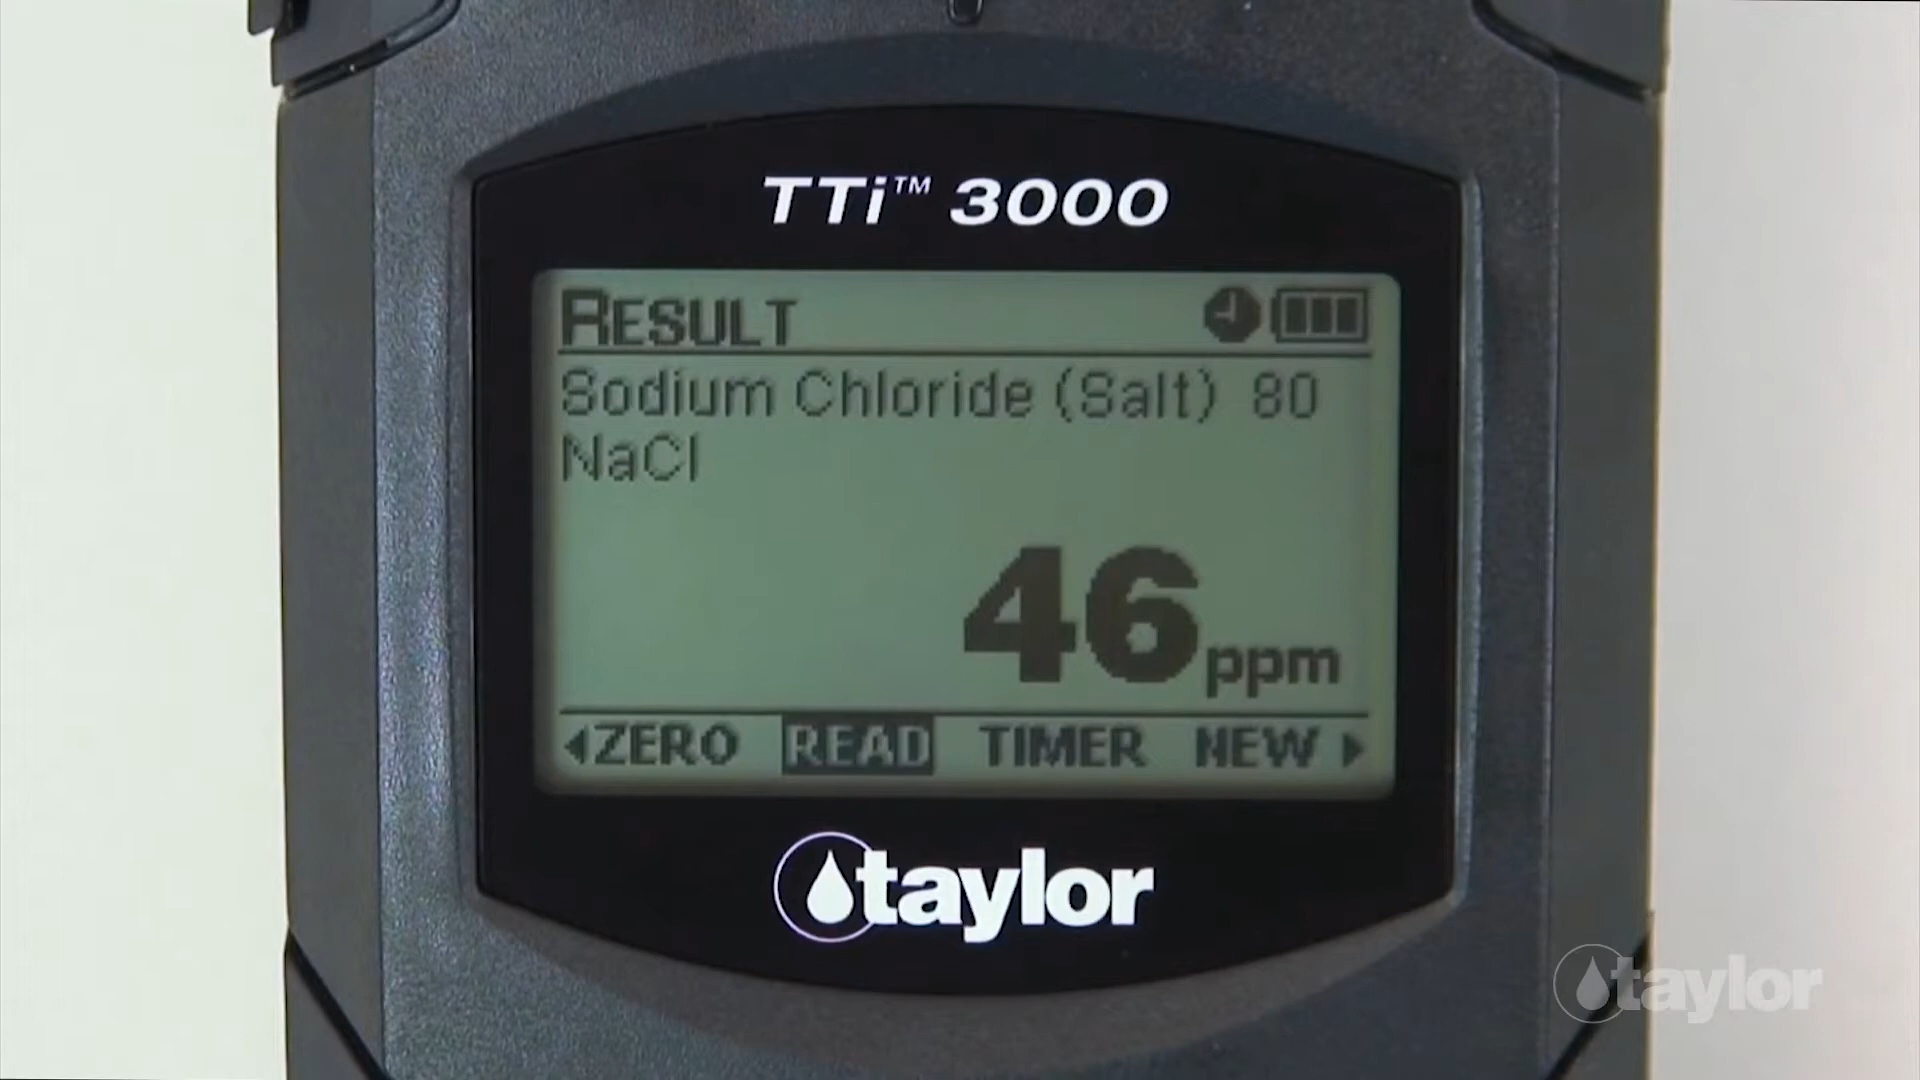 TTi™ 3000
RESULT
Sodium Chloride (Salt) 80
NaCl
46 ppm
ZERO READ TIMER NEW
taylor
taylor